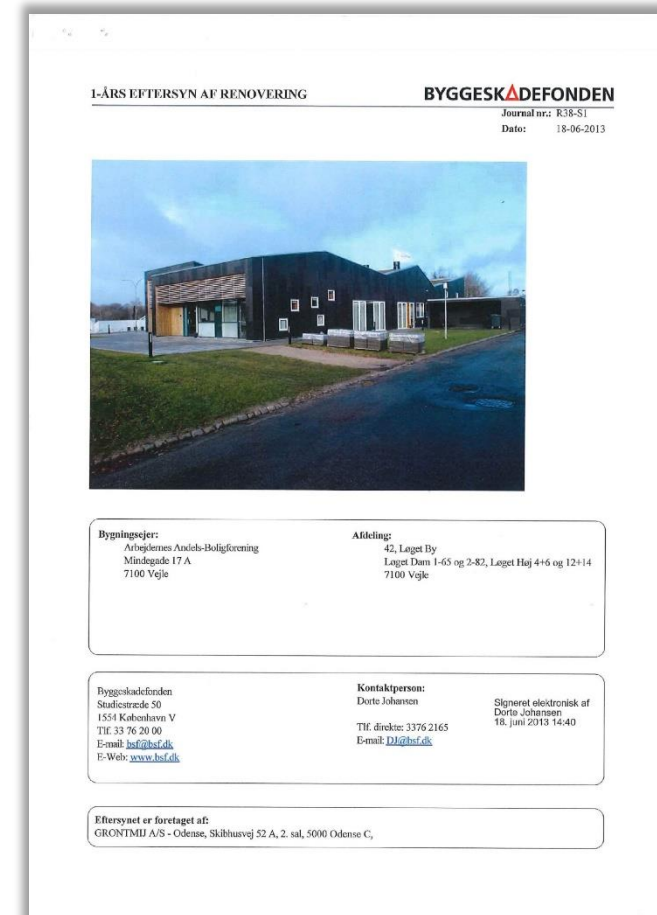 1-ÅRS EFTERSYN AF RENOVERING
BYGGESKADEFONDEN
Journal nr.: R38-S1
Dato: 18-06-2013
Bygningsejer:
Arbejdernes Andels-Boligforening
Mindegade 17 A
7100 Vejle
Afdeling:
42, Løget By
Løget Dam 1-65 og 2-82, Løget Høj 4+6 og 12+14
7100 Vejle
Byggeskadefonden
Studiestræde 50
1554 København V
Tlf. 33 76 20 00
E-mail: bsf@bsf.dk
E-Web: www.bsf.dk
Kontaktperson:
Dorte Johansen
Tlf. direkte: 3376 2165
E-mail: DJ@bsf.dk
Signeret elektronisk af
Dorte Johansen
18. juni 2013 14:40
Eftersynet er foretaget af:
GRONTMIJ A/S - Odense, Skibhusvej 52 A, 2. sal, 5000 Odense C,